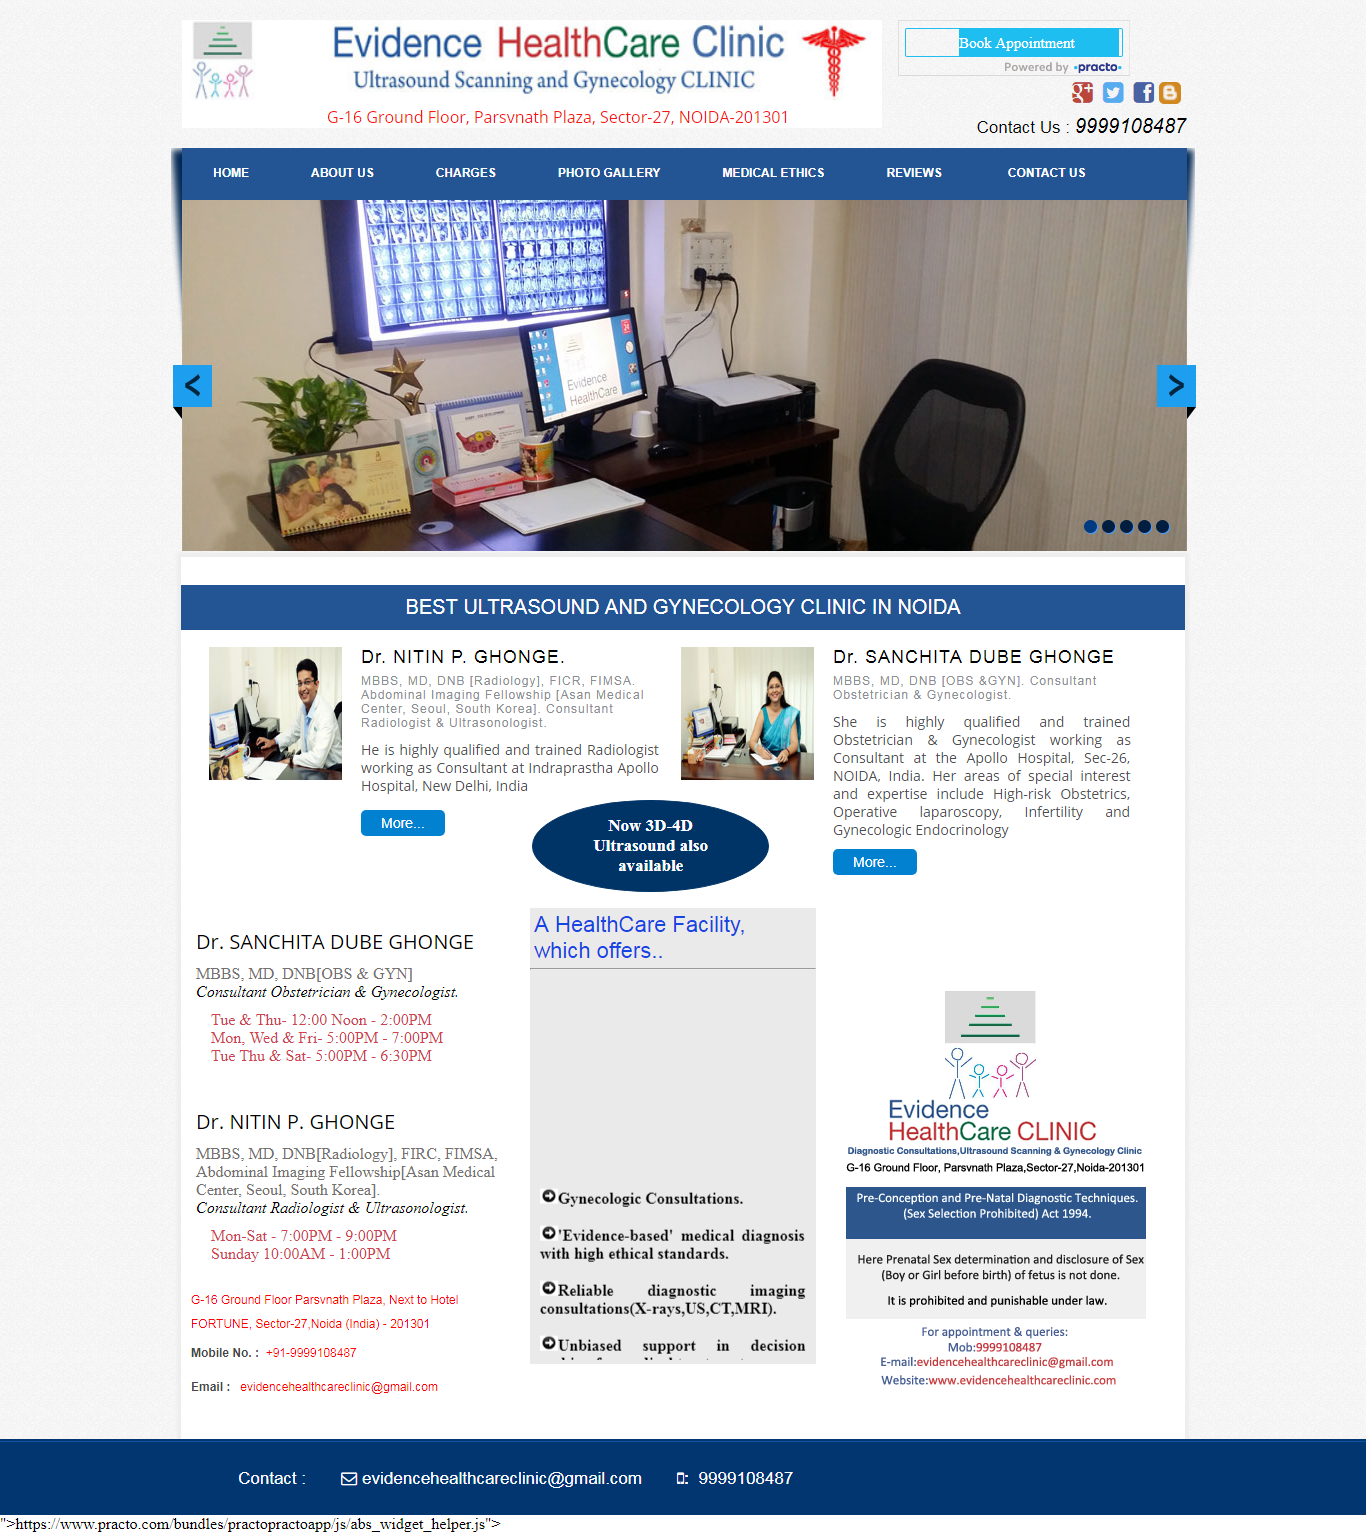 Evidence HealthCare Clinic
Ultrasound Scanning and Gynecology CLINIC
G-16 Ground Floor, Parsvnath Plaza, Sector-27, NOIDA-201301
Book Appointment
Powered by •practo•
Contact Us : 9999108487
HOME ABOUT US CHARGES PHOTO GALLERY MEDICAL ETHICS REVIEWS CONTACT US
Evidence
HealthCare
BEST ULTRASOUND AND GYNECOLOGY CLINIC IN NOIDA
Dr. NITIN P. GHONGE.
MBBS, MD, DNB [Radiology], FICR, FIMSA.
Abdominal Imaging Fellowship [Asan Medical
Center, Seoul, South Korea]. Consultant
Radiologist & Ultrasonologist.
He is highly qualified and trained Radiologist
working as Consultant at Indraprastha Apollo
Hospital, New Delhi, India
More...
Dr. SANCHITA DUBE GHONGE
MBBS, MD, DNB [OBS &GYN]. Consultant
Obstetrician & Gynecologist.
She is highly qualified and trained
Obstetrician & Gynecologist working as
Consultant at the Apollo Hospital, Sec-26,
NOIDA, India. Her areas of special interest
and expertise include High-risk Obstetrics,
Operative laparoscopy, Infertility and
Gynecologic Endocrinology
More...
Now 3D-4D
Ultrasound also
available
Dr. SANCHITA DUBE GHONGE
MBBS, MD, DNB[OBS & GYN]
Consultant Obstetrician & Gynecologist.
Tue & Thu- 12:00 Noon - 2:00PM
Mon, Wed & Fri- 5:00PM - 7:00PM
Tue Thu & Sat- 5:00PM - 6:30PM
Dr. NITIN P. GHONGE
MBBS, MD, DNB[Radiology], FIRC, FIMSA,
Abdominal Imaging Fellowship[Asan Medical
Center, Seoul, South Korea].
Consultant Radiologist & Ultrasonologist.
Mon-Sat - 7:00PM - 9:00PM
Sunday 10:00AM - 1:00PM
G-16 Ground Floor Parsvnath Plaza, Next to Hotel
FORTUNE, Sector-27,Noida (India) - 201301
Mobile No. : +91-9999108487
Email : evidencehealthcareclinic@gmail.com
A HealthCare Facility,
which offers..
Gynecologic Consultations.
'Evidence-based' medical diagnosis
with high ethical standards.
Reliable diagnostic imaging
consultations(X-rays,US,CT,MRI).
Unbiased support in decision
Evidence
HealthCare CLINIC
Diagnostic Consultations,Ultrasound Scanning & Gynecology Clinic
G-16 Ground Floor, Parsvnath Plaza,Sector-27,Noida-201301
Pre-Conception and Pre-Natal Diagnostic Techniques.
(Sex Selection Prohibited) Act 1994.
Here Prenatal Sex determination and disclosure of Sex
(Boy or Girl before birth) of fetus is not done.
It is prohibited and punishable under law.
For appointment & queries:
Mob:9999108487
E-mail:evidencehealthcareclinic@gmail.com
Website:www.evidencehealthcareclinic.com
Contact : evidencehealthcareclinic@gmail.com : 9999108487
">https://www.practo.com/bundles/practopractoapp/js/abs_widget_helper.js">